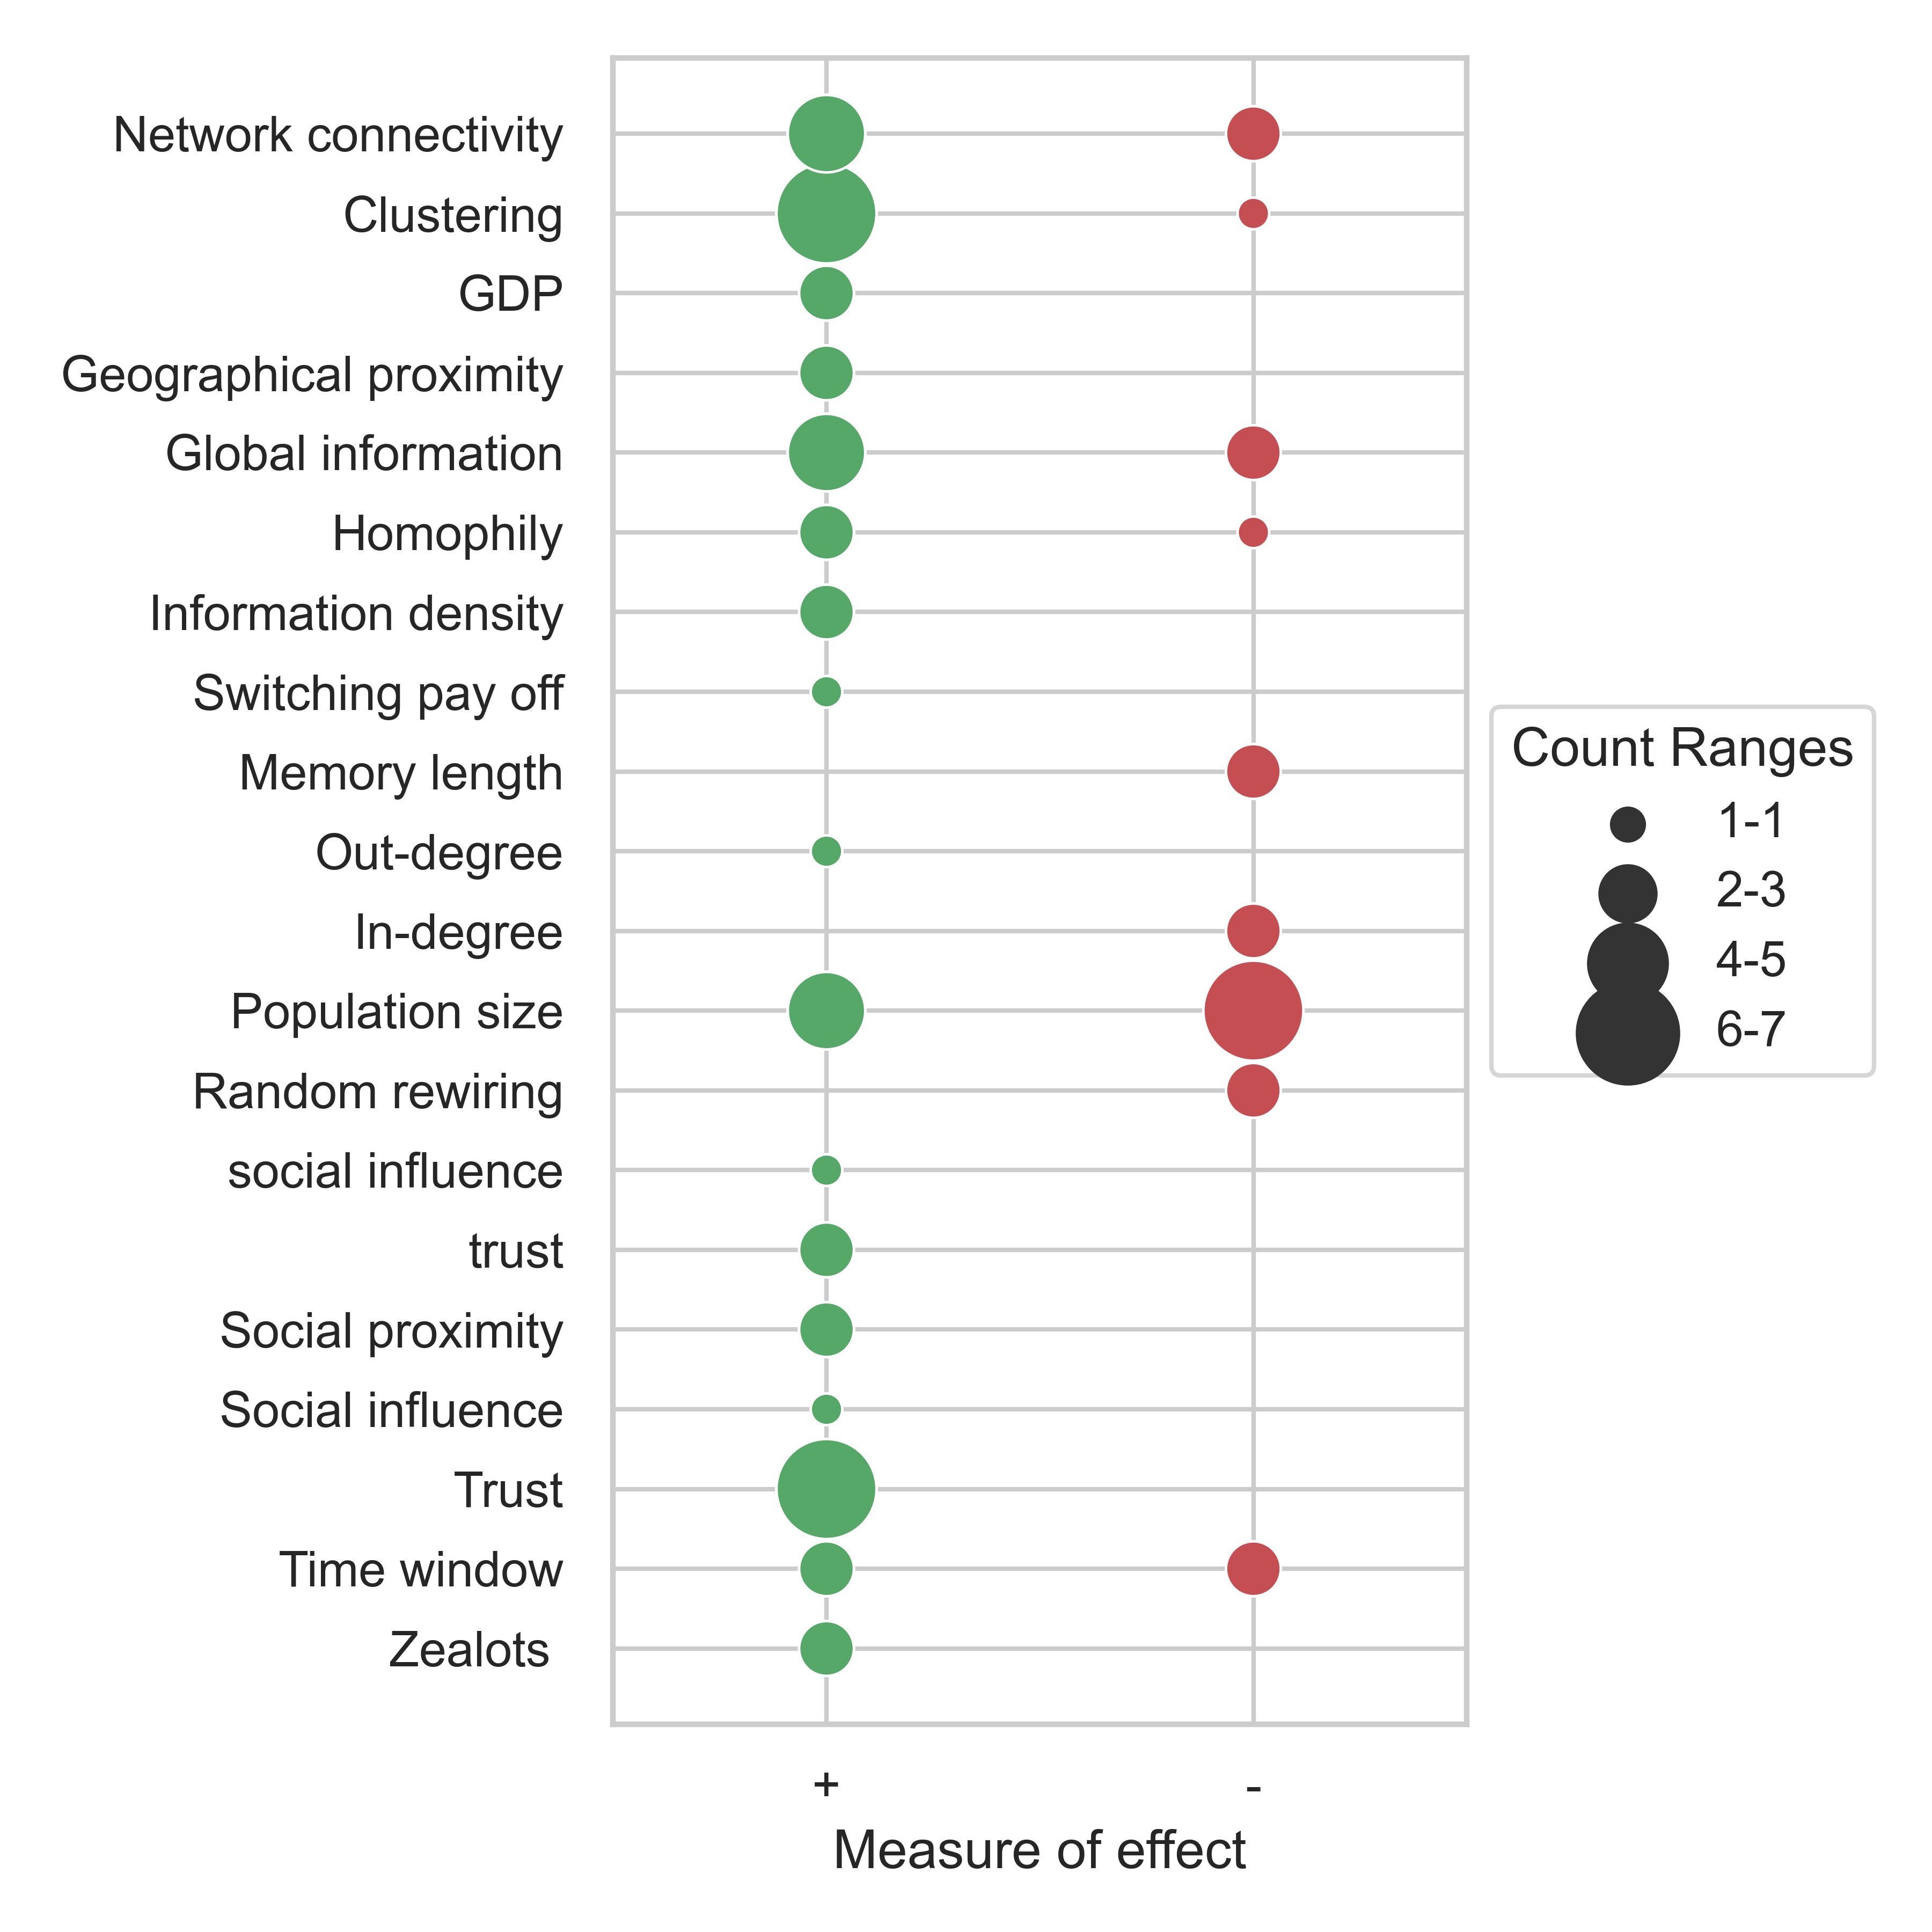 Network connectivity
Clustering
GDP
Geographical proximity
Global information
Homophily
Information density
Switching pay off
Memory length
Out-degree
In-degree
Population size
Random rewiring
social influence
trust
Social proximity
Social influence
Trust
Time window
Zealots
+ -
Measure of effect
Count Ranges
1-1
2-3
4-5
6-7